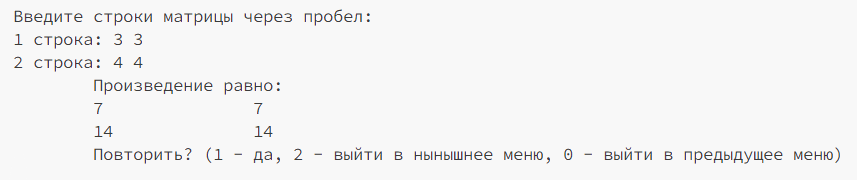 Введите строки матрицы через пробел:
1 строка: 3 3
2 строка: 4 4
Произведение равно:
7 7
14 14
Повторить? (1 - да, 2 - выйти в нынышнее меню, 0 - выйти в предыдущее меню)